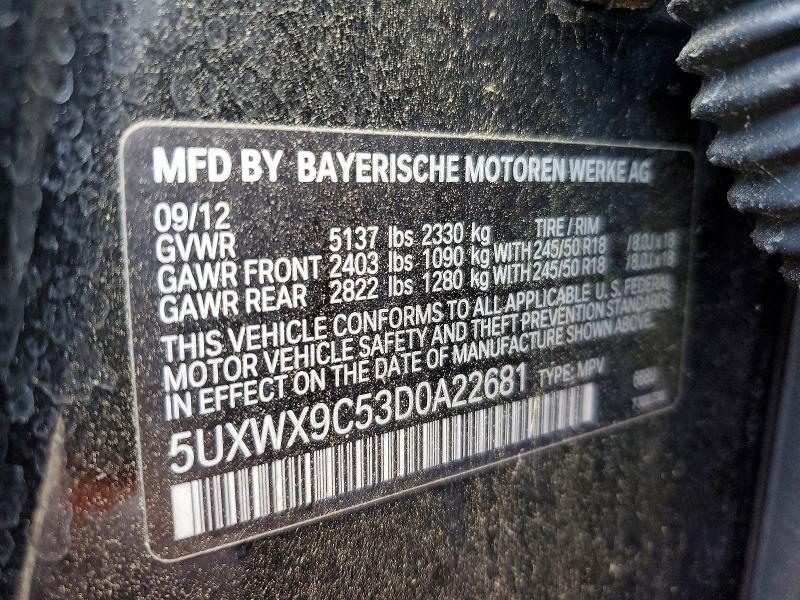 MFD BY BAYERISCHE MOTOREN WERKE AG
09/12
TIRE / RIM
GVWR 5137 lbs 2330 kg
GAWR FRONT 2403 lbs 1090 kg WITH 245/50 R18 / 8.0J x 18
GAWR REAR 2822 lbs 1280 kg WITH 245/50 R18 / 8.0J x 18
THIS VEHICLE CONFORMS TO ALL APPLICABLE U. S. FEDERAL
MOTOR VEHICLE SAFETY AND THEFT PREVENTION STANDARDS
IN EFFECT ON THE DATE OF MANUFACTURE SHOWN ABOVE.
5UXWX9C53D0A22681 TYPE: MPV